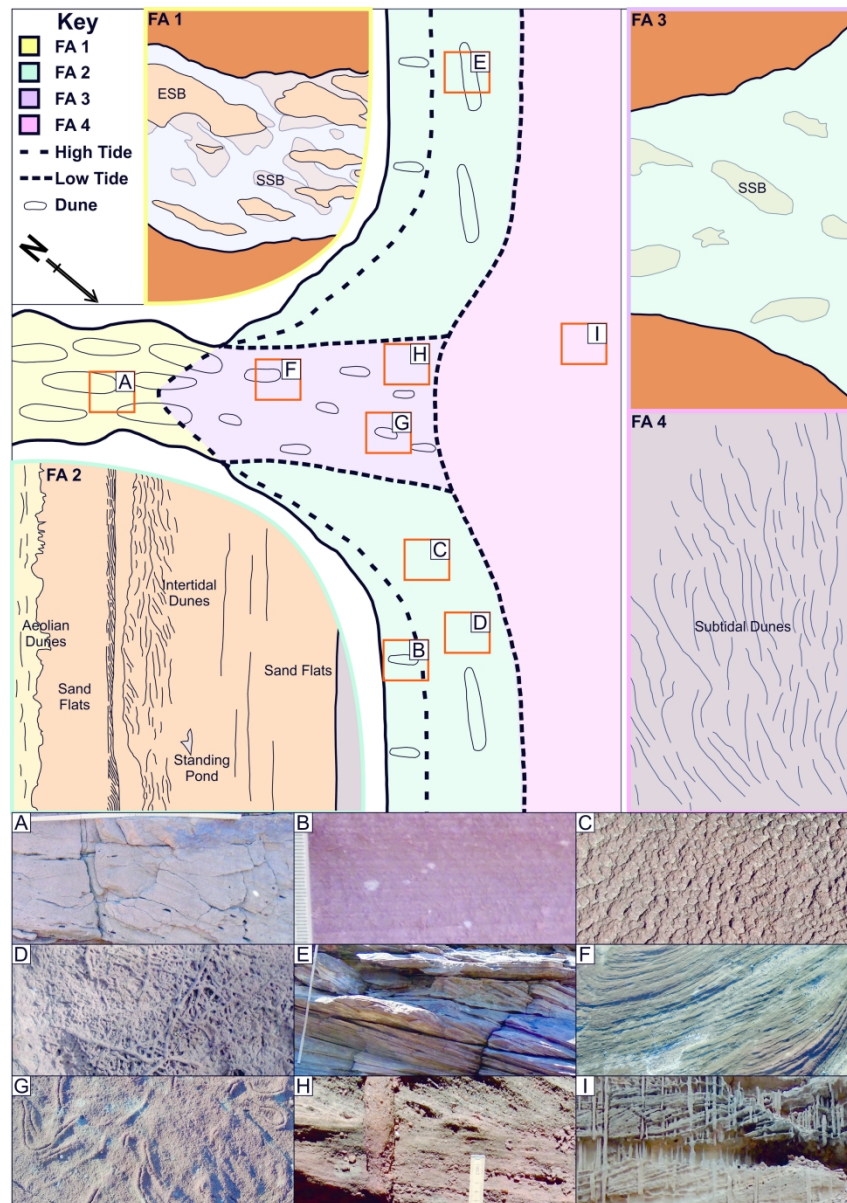 Key
FA 1
FA 2
FA 3
FA 4
High Tide
Low Tide
Dune
N
FA 1
ESB
SSB
FA 3
SSB
E
I
H
F
A
G
C
D
B
FA 2
Aeolian
Dunes
Sand
Flats
Intertidal
Dunes
Standing
Pond
Sand Flats
FA 4
Subtidal Dunes
A
B
C
D
E
F
G
H
I